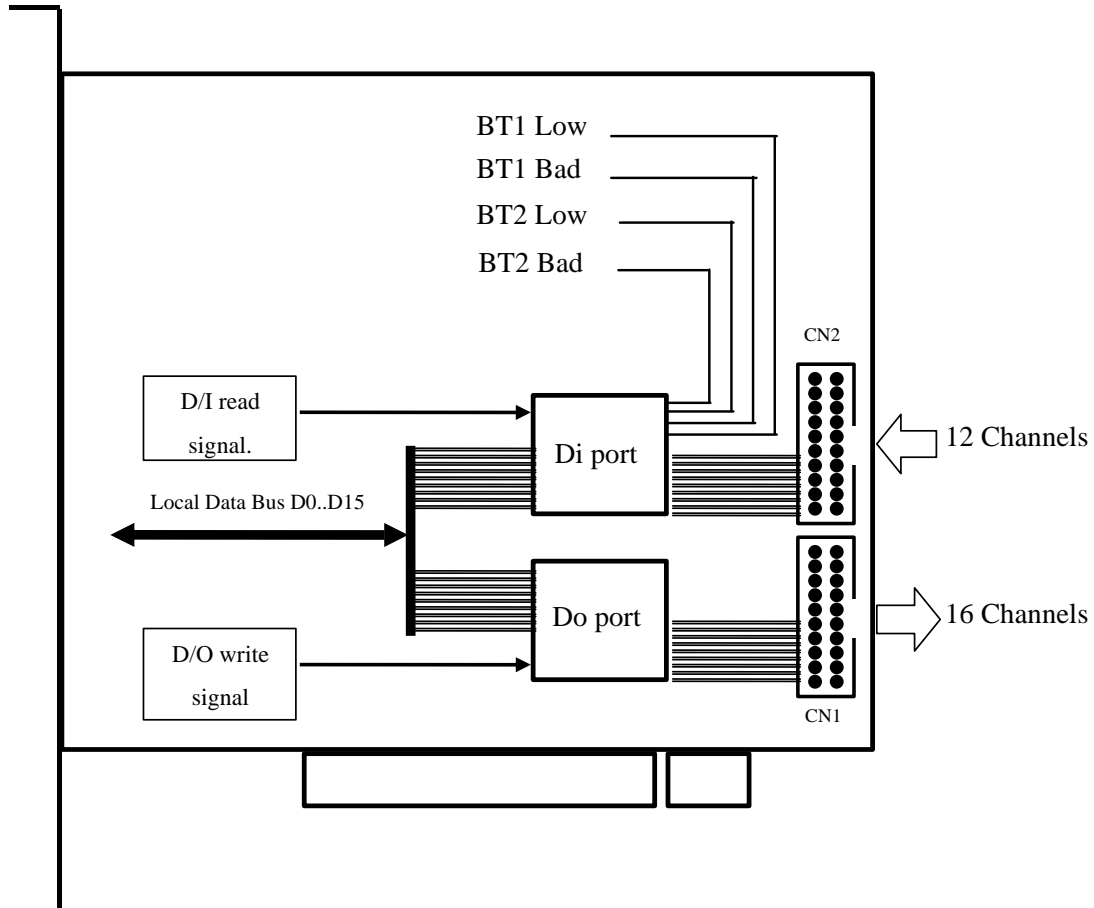 BT1 Low
BT1 Bad
BT2 Low
BT2 Bad
CN2
D/I read
signal.
Di port
12 Channels
Local Data Bus D0..D15
Do port
16 Channels
D/O write
signal
CN1